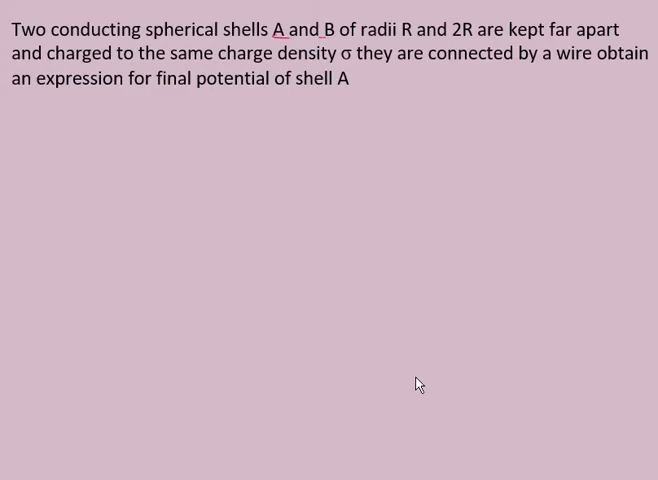 Two conducting spherical shells A and B of radii R and 2R are kept far apart
and charged to the same charge density σ they are connected by a wire obtain
an expression for final potential of shell A